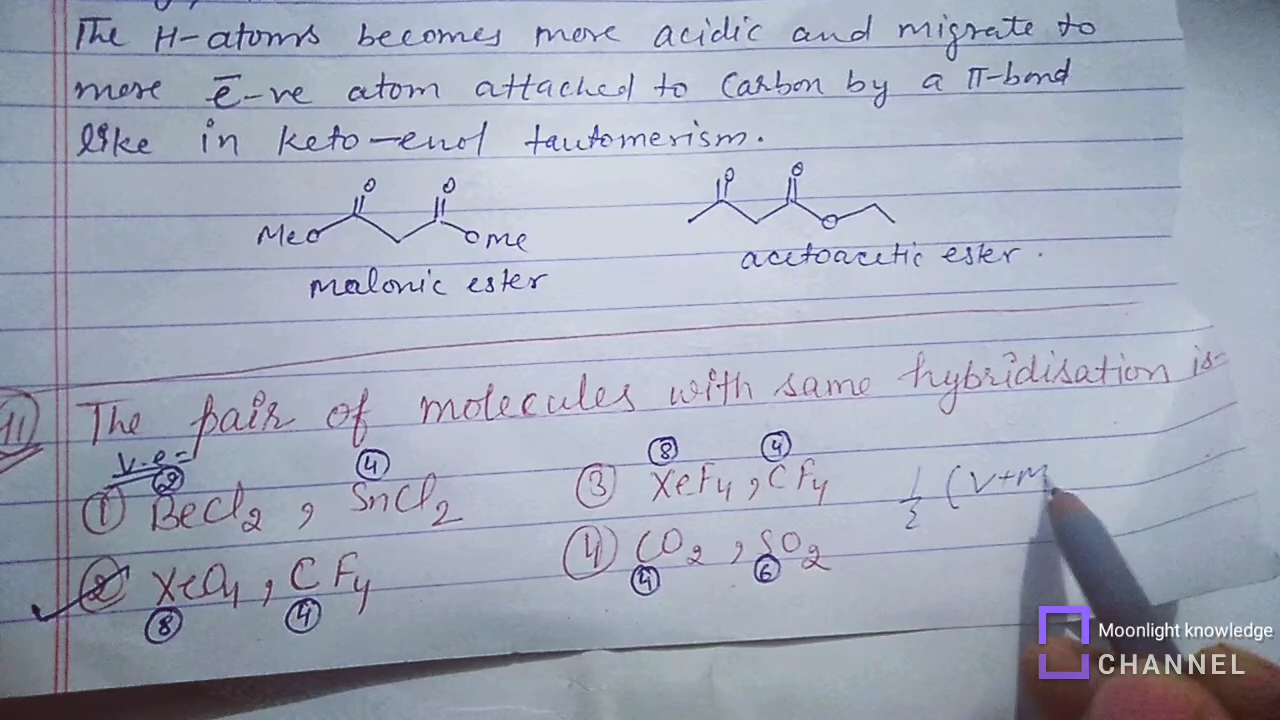 The H-atoms becomes more acidic and migrate to
more e̅-ve atom attached to Carbon by a π-bond
like in keto-enol tautomerism.
O O O O
MeO OMe O
malonic ester acetoacetic ester.
11) The pair of molecules with same hybridisation is-
V.e= ② ④ ⑧ ④
① BeCl2 , SnCl2 ③ XeF4 , CF4 1/2 (V+M
② XeO4 , CF4 ④ CO2 , SO2
⑧ ④ ④ ⑥
Moonlight knowledge
CHANNEL